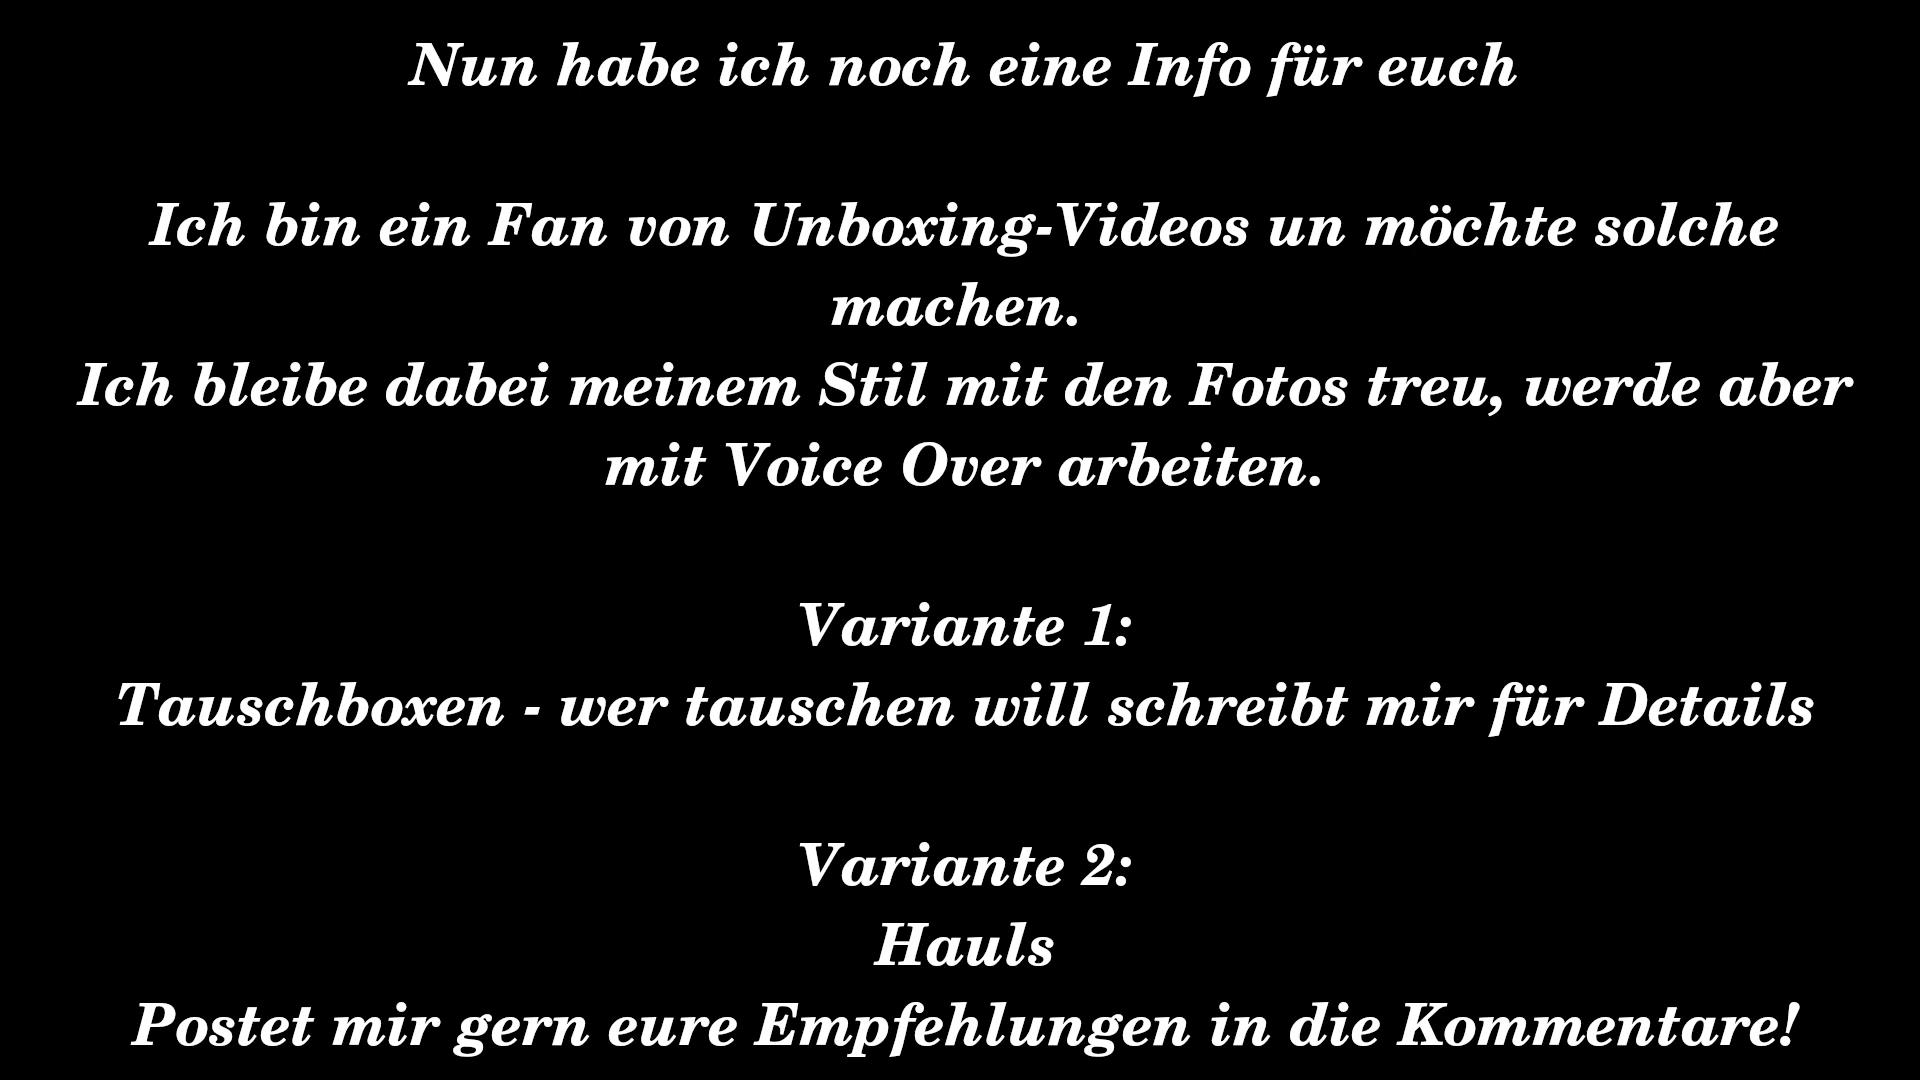 Nun habe ich noch eine Info für euch
Ich bin ein Fan von Unboxing-Videos un möchte solche
machen.
Ich bleibe dabei meinem Stil mit den Fotos treu, werde aber
mit Voice Over arbeiten.
Variante 1:
Tauschboxen - wer tauschen will schreibt mir für Details
Variante 2:
Hauls
Postet mir gern eure Empfehlungen in die Kommentare!